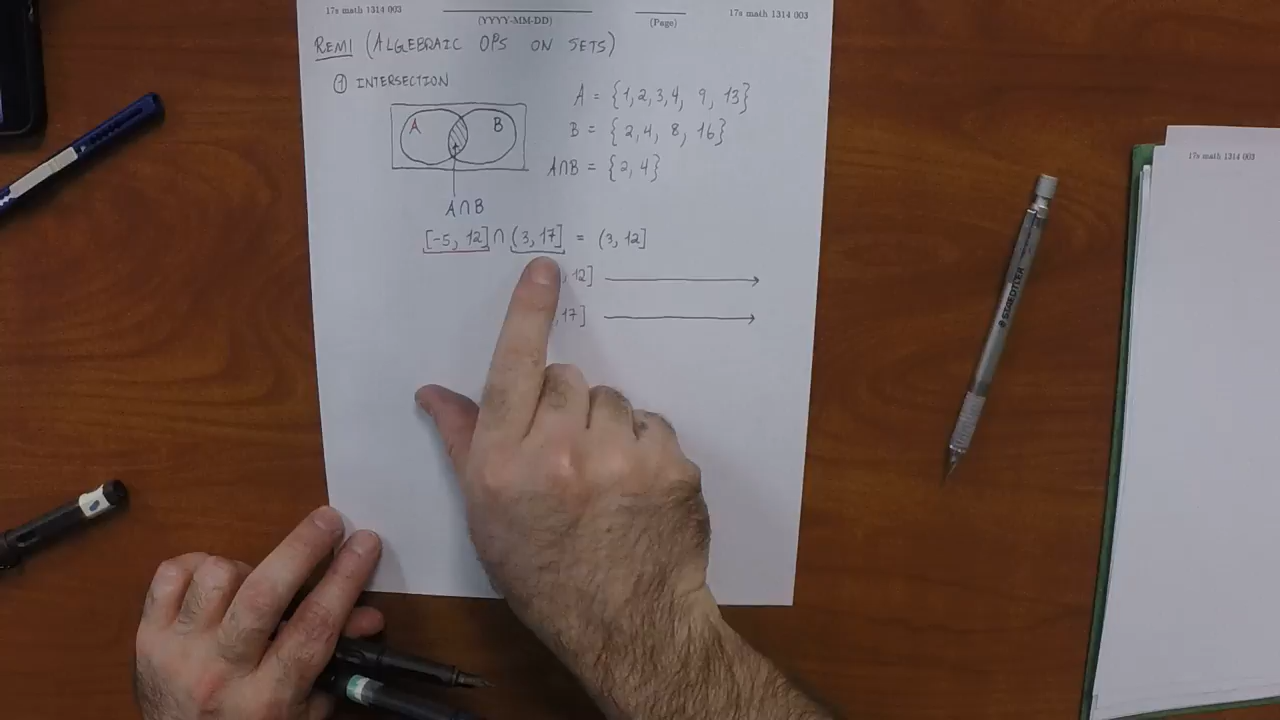 17s math 1314 003
(YYYY-MM-DD)
(Page)
17s math 1314 003
REM1 (ALGEBRAIC OPS ON SETS)
① INTERSECTION
A B
A∩B
A = {1, 2, 3, 4, 9, 13}
B = {2, 4, 8, 16}
A∩B = {2, 4}
[-5, 12] ∩ (3, 17] = (3, 12]
, 12]
, 17]
STAEDTLER
17s math 1314 003